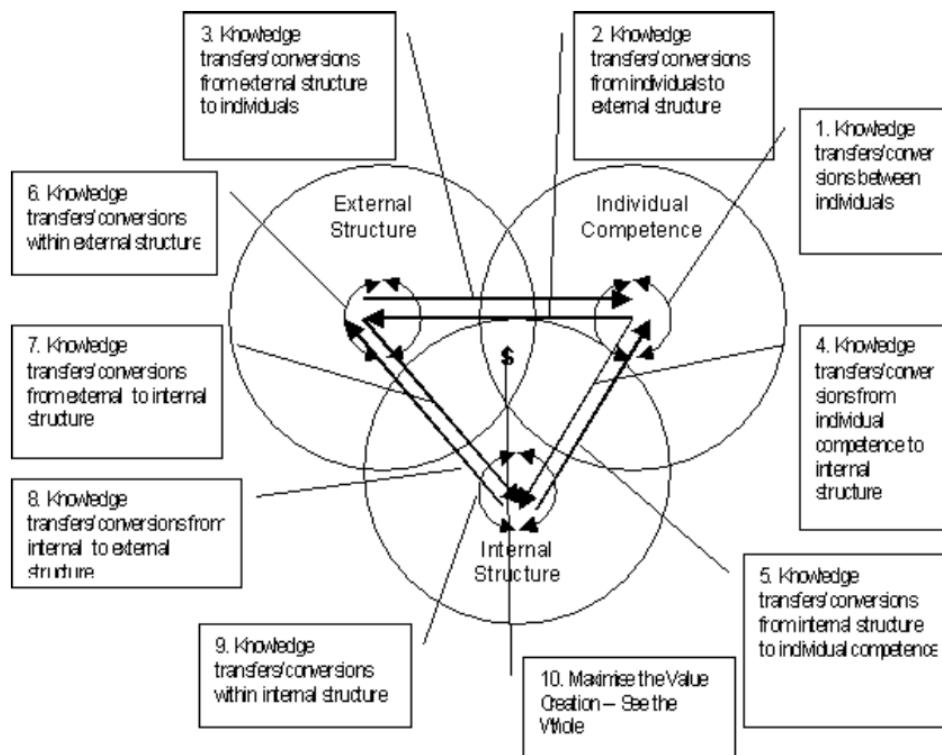 3. Knowledge
transfers/conversions
from external structure
to individuals
2. Knowledge
transfers/conversions
from individuals to
external structure
1. Knowledge
transfers/conver
sions between
individuals
6. Knowledge
transfers/conversions
within external structure
External
Structure
Individual
Competence
7. Knowledge
transfers/conversions
from external to internal
structure
$
4. Knowledge
transfers/conver
sions from
individual
competence to
internal
structure
8. Knowledge
transfers/conversions from
internal to external
structure
Internal
Structure
5. Knowledge
transfers/conversions
from internal structure
to individual competence
9. Knowledge
transfers/conversions
within internal structure
10. Maximise the Value
Creation – See the
Whole